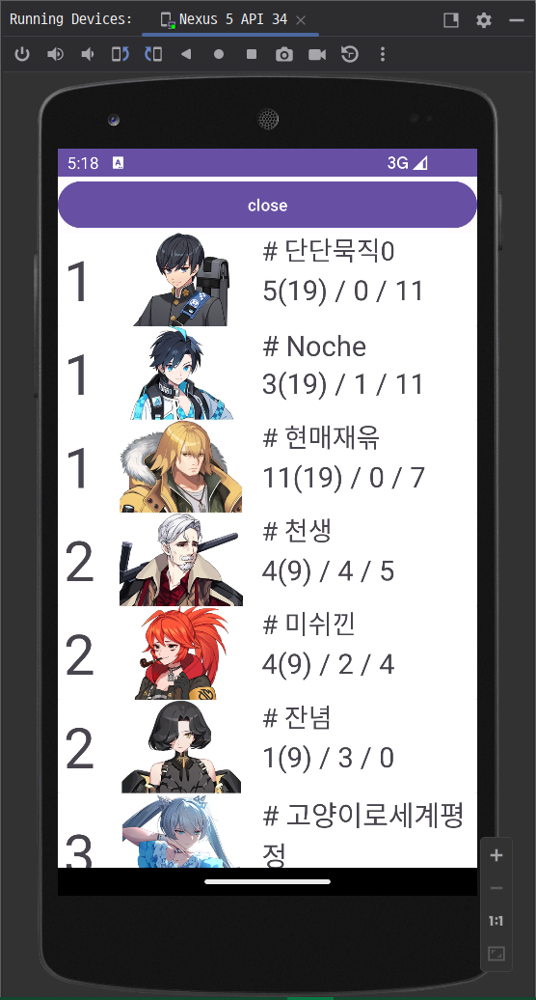 Running Devices:
Nexus 5 API 34
5:18
A
3G
close
1
# 단단묵직0
5(19) / 0 / 11
1
# Noche
3(19) / 1 / 11
1
# 현매재윾
11(19) / 0 / 7
2
# 천생
4(9) / 4 / 5
2
# 미쉬낀
4(9) / 2 / 4
2
# 잔념
1(9) / 3 / 0
3
# 고양이로세계평
정
1:1